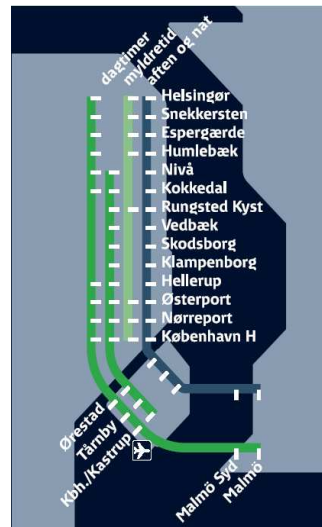 dagtimer
myldretid
aften og nat
Helsingør
Snekkersten
Espergærde
Humlebæk
Nivå
Kokkedal
Rungsted Kyst
Vedbæk
Skodsborg
Klampenborg
Hellerup
Østerport
Nørreport
København H
Ørestad
Tårnby
Kbh./Kastrup
Malmö Syd
Malmö